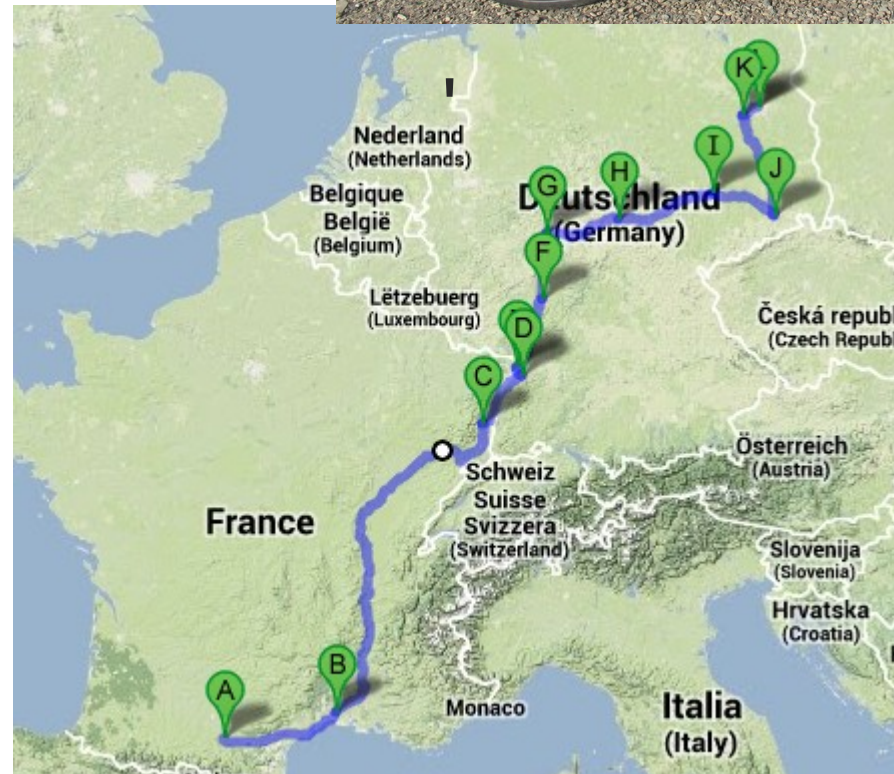 '
K
Nederland
(Netherlands)
I
H
J
G
Deutschland
(Germany)
Belgique
België
(Belgium)
F
Lëtzebuerg
(Luxembourg)
D
Česká republ
(Czech Republ
C
Österreich
(Austria)
Schweiz
Suisse
Svizzera
(Switzerland)
France
Slovenija
(Slovenia)
Hrvatska
(Croatia)
B
A
Monaco
Italia
(Italy)